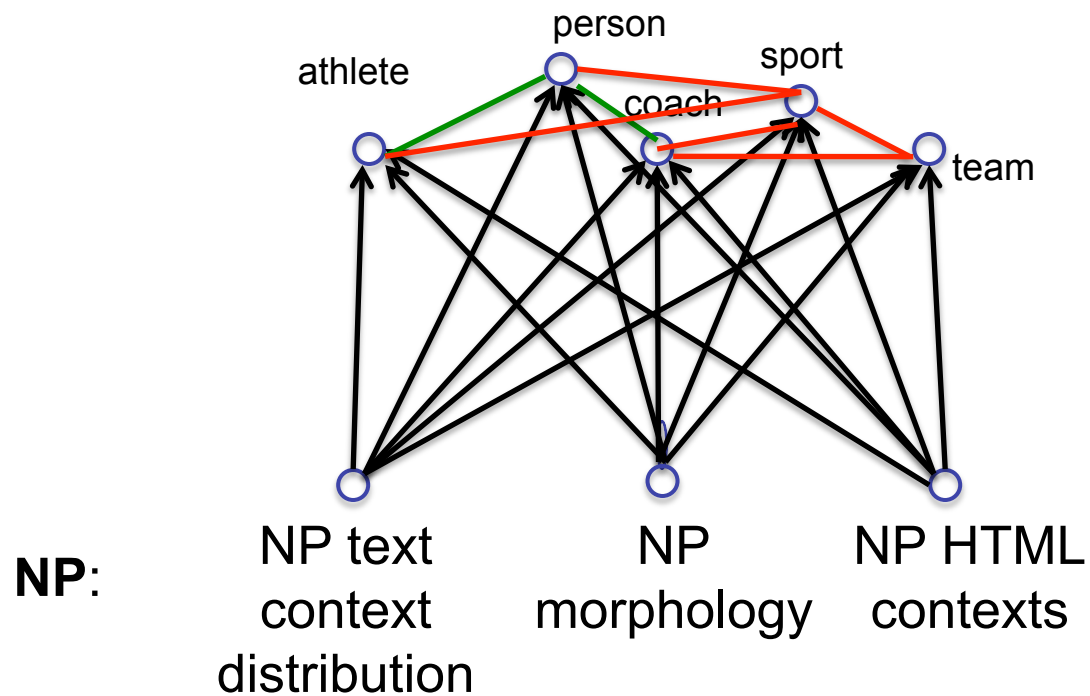 person
athlete
sport
coach
team
NP:
NP text
context
distribution
NP
morphology
NP HTML
contexts